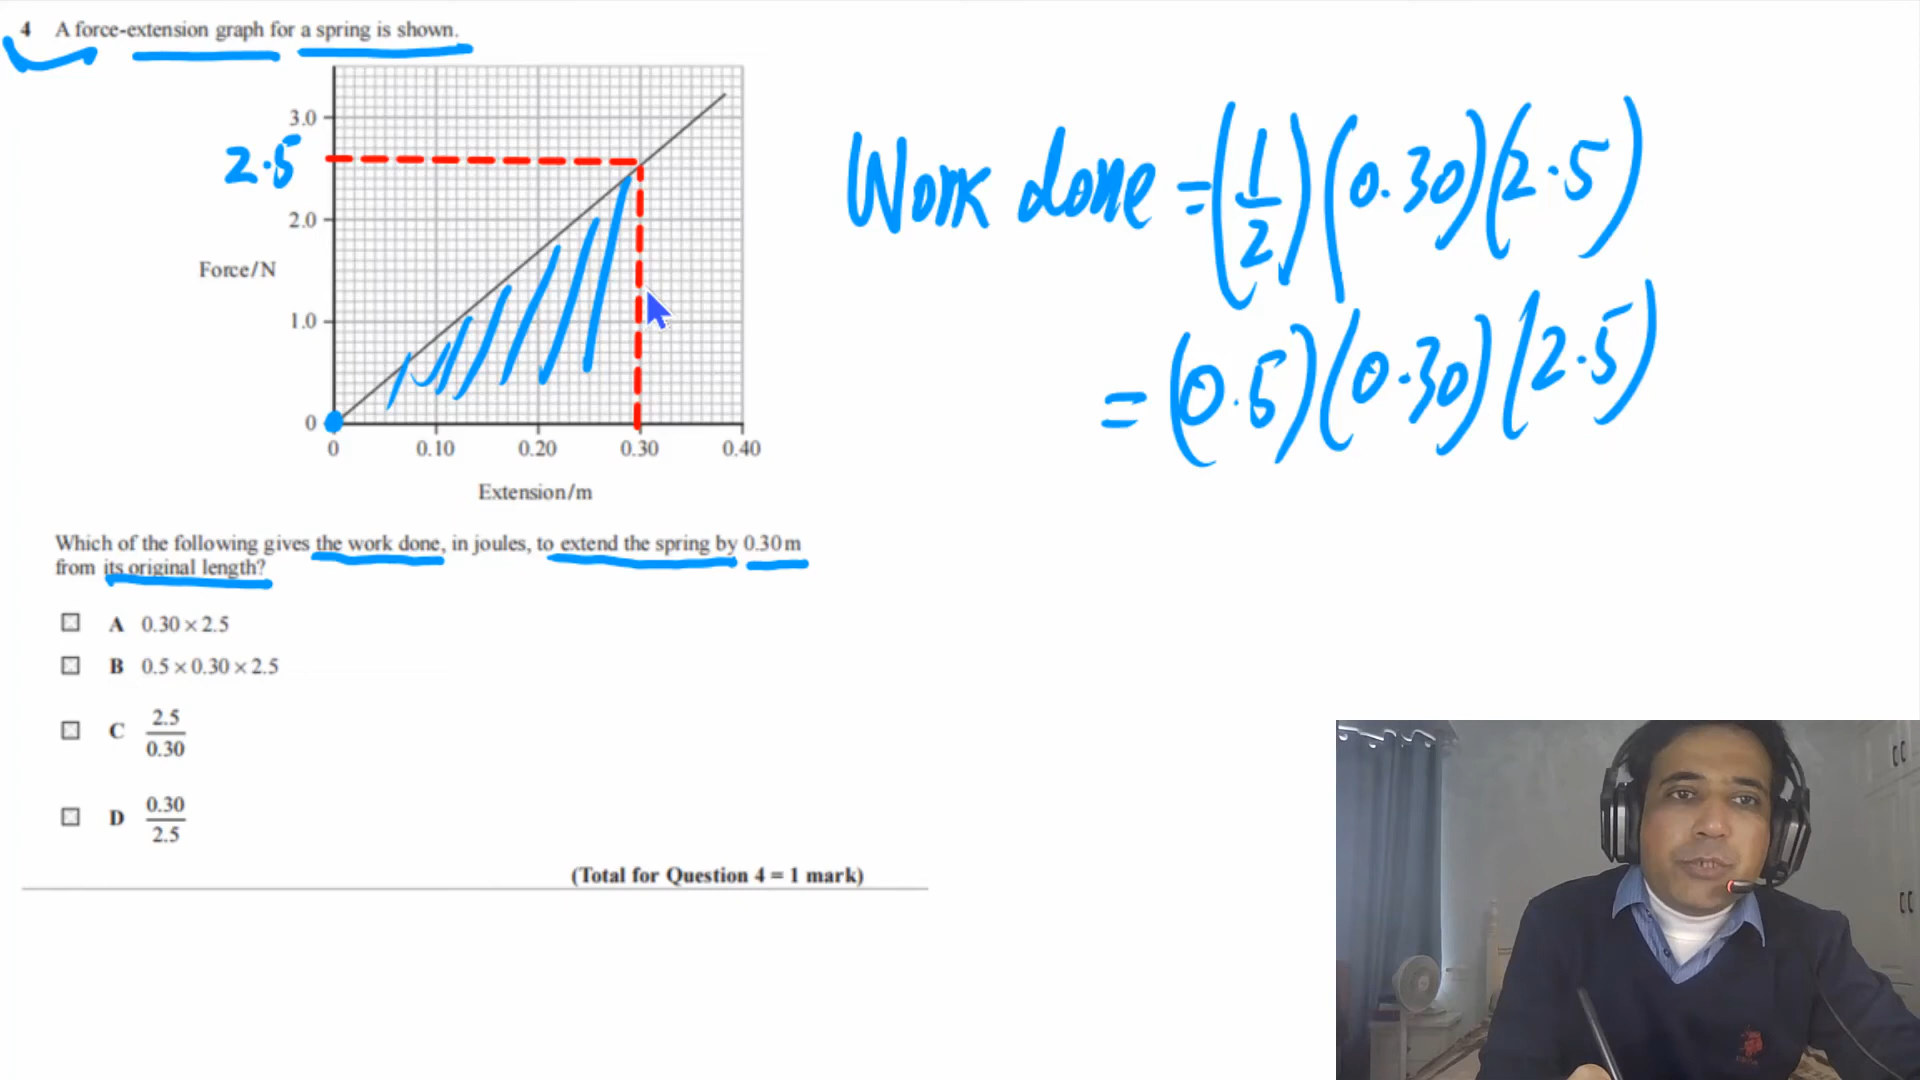 4 A force-extension graph for a spring is shown.
3.0
2.5
2.0
Force/N
1.0
0
0 0.10 0.20 0.30 0.40
Extension/m
Work done = (1/2)(0.30)(2.5)
= (0.5)(0.30)(2.5)
Which of the following gives the work done, in joules, to extend the spring by 0.30 m
from its original length?
A 0.30 × 2.5
B 0.5 × 0.30 × 2.5
C 2.5/0.30
D 0.30/2.5
(Total for Question 4 = 1 mark)